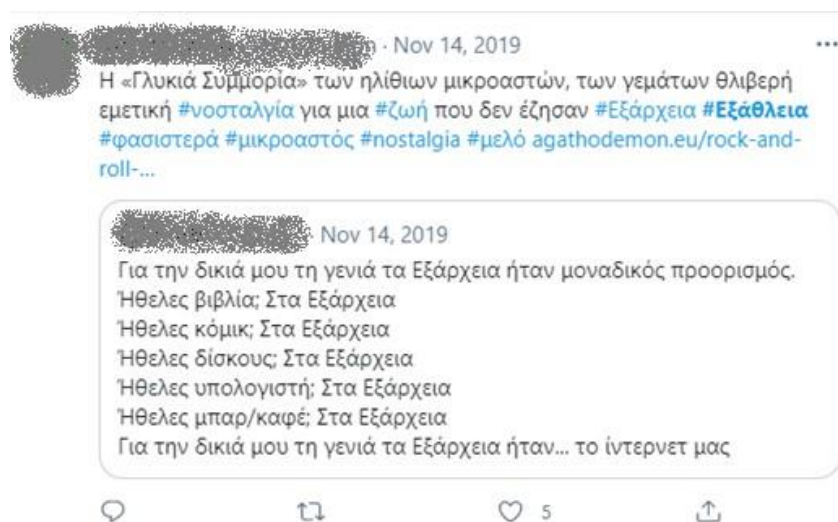 · Nov 14, 2019
Η «Γλυκιά Συμμορία» των ηλίθιων μικροαστών, των γεμάτων θλιβερή
εμετική #νοσταλγία για μια #ζωή που δεν έζησαν #Εξάρχεια #Εξάθλεια
#φασιστερά #μικροαστός #nostalgia #μελό agathodemon.eu/rock-and-
roll-...
Nov 14, 2019
Για την δικιά μου τη γενιά τα Εξάρχεια ήταν μοναδικός προορισμός.
Ήθελες βιβλία; Στα Εξάρχεια
Ήθελες κόμικ; Στα Εξάρχεια
Ήθελες δίσκους; Στα Εξάρχεια
Ήθελες υπολογιστή; Στα Εξάρχεια
Ήθελες μπαρ/καφέ; Στα Εξάρχεια
Για την δικιά μου τη γενιά τα Εξάρχεια ήταν... το ίντερνετ μας
5